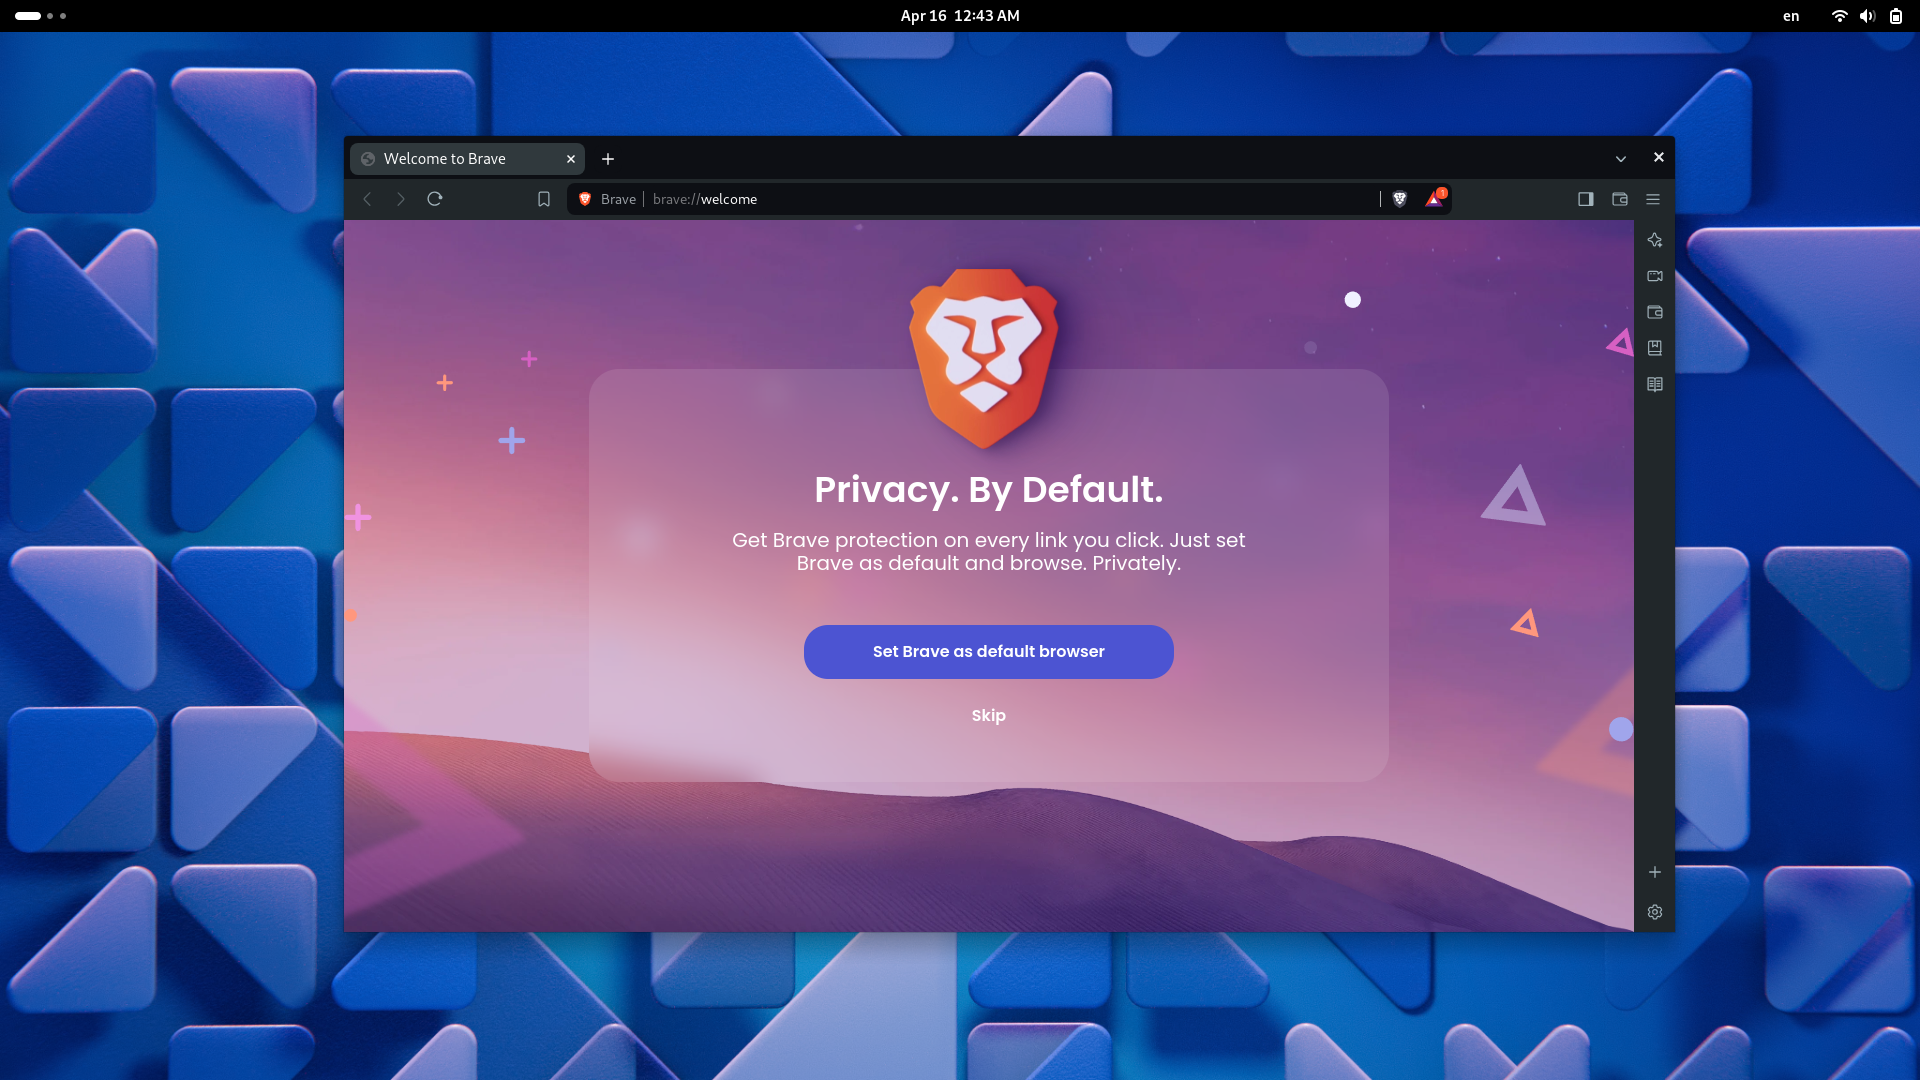 Apr 16 12:43 AM
en
Welcome to Brave
Brave
brave://welcome
1
Privacy. By Default.
Get Brave protection on every link you click. Just set
Brave as default and browse. Privately.
Set Brave as default browser
Skip